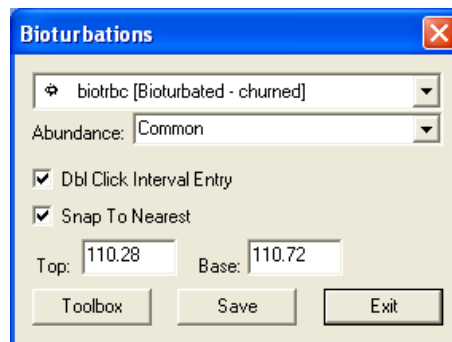 Bioturbations
biotrbc [Bioturbated - churned]
Abundance: Common
Dbl Click Interval Entry
Snap To Nearest
Top: 110.28 Base: 110.72
Toolbox Save Exit